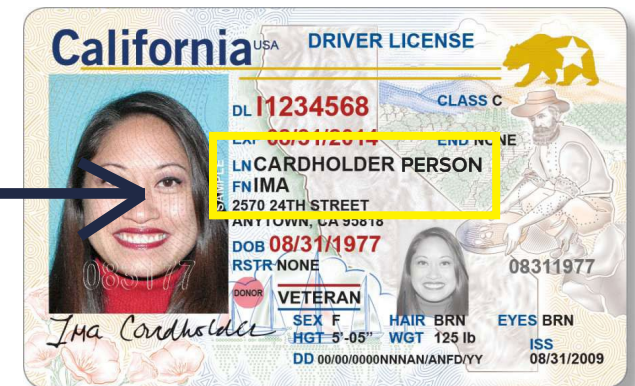 California USA DRIVER LICENSE
DL I1234568 CLASS C
EXP 08/31/2014 END NONE
LN CARDHOLDER PERSON
FN IMA
2570 24TH STREET
ANYTOWN, CA 95818
DOB 08/31/1977
RSTR NONE 08311977
083177
DONOR VETERAN
SEX F HAIR BRN EYES BRN
HGT 5'-05" WGT 125 lb ISS
DD 00/00/0000NNNAN/ANFD/YY 08/31/2009
Ima Cardholder
SAMPLE